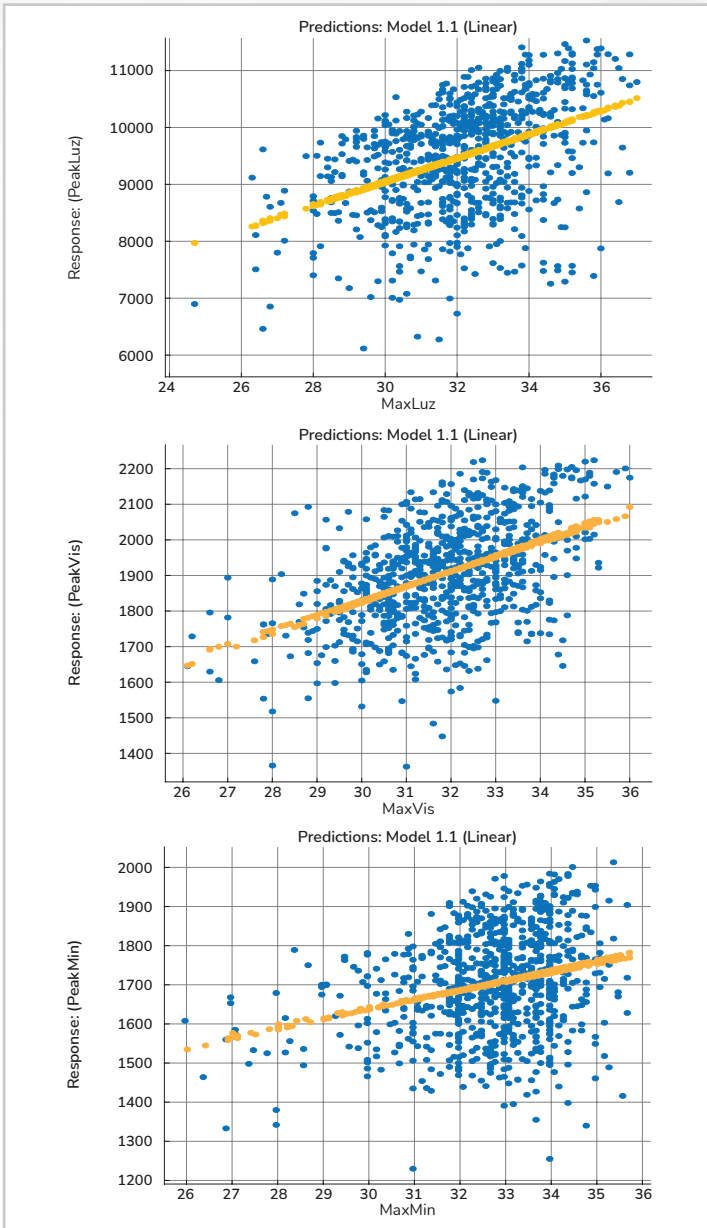 Predictions: Model 1.1 (Linear)
Response: (PeakLuz)
11000
10000
9000
8000
7000
6000
24 26 28 30 32 34 36
MaxLuz
Predictions: Model 1.1 (Linear)
Response: (PeakVis)
2200
2100
2000
1900
1800
1700
1600
1500
1400
26 27 28 29 30 31 32 33 34 35 36
MaxVis
Predictions: Model 1.1 (Linear)
Response: (PeakMin)
2000
1900
1800
1700
1600
1500
1400
1300
1200
26 27 28 29 30 31 32 33 34 35 36
MaxMin